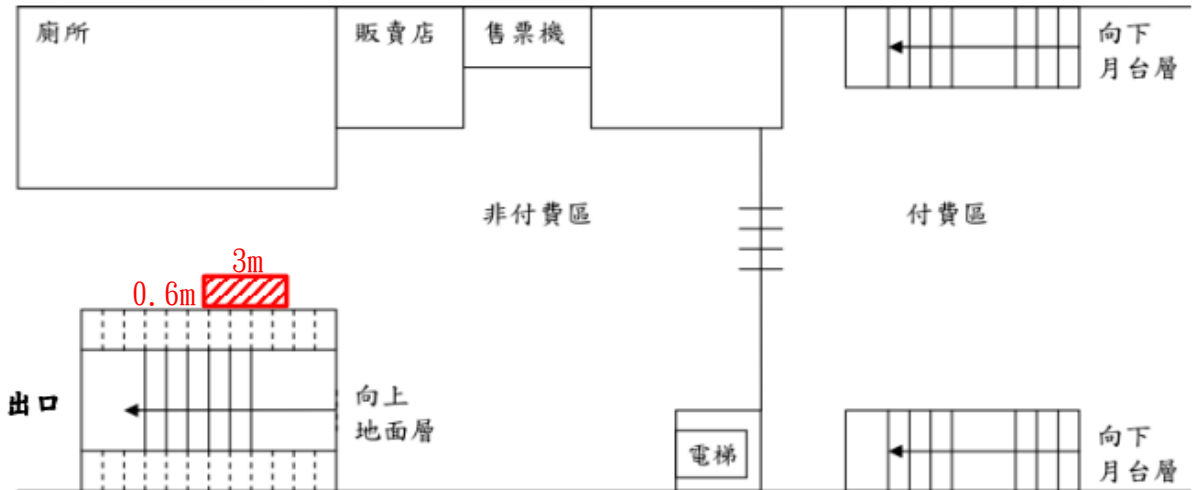 廁所
販賣店
售票機
向下
月台層
非付費區
付費區
3m
0.6m
出口
向上
地面層
電梯
向下
月台層